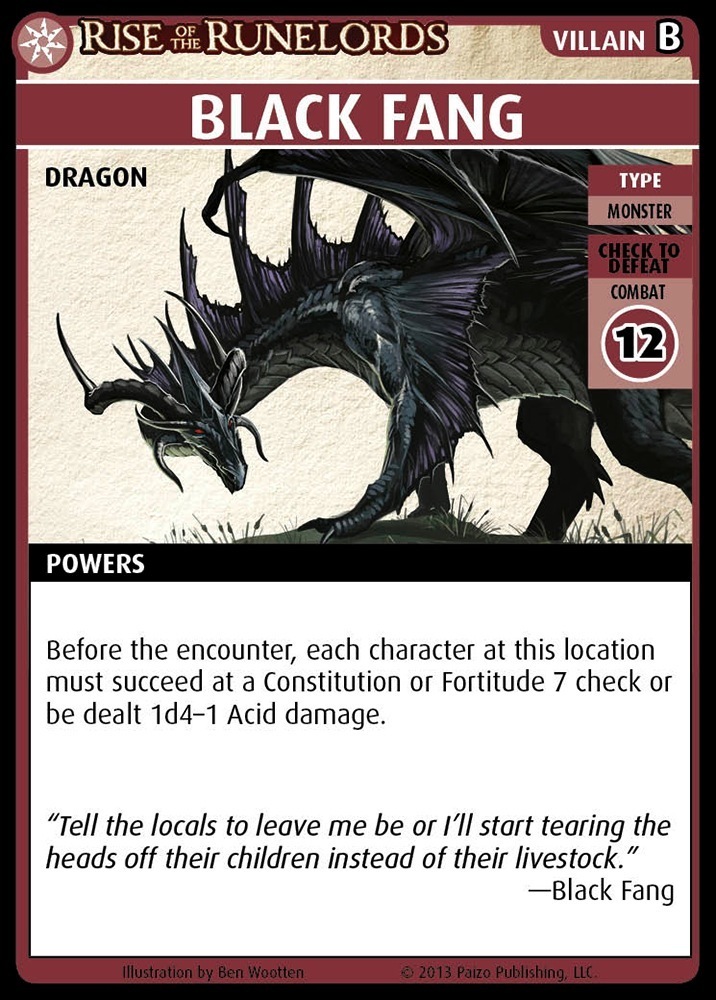 RISE OF THE RUNELORDS
VILLAIN B
BLACK FANG
DRAGON
TYPE
MONSTER
CHECK TO
DEFEAT
COMBAT
12
POWERS
Before the encounter, each character at this location
must succeed at a Constitution or Fortitude 7 check or
be dealt 1d4–1 Acid damage.
“Tell the locals to leave me be or I’ll start tearing the
heads off their children instead of their livestock.”
—Black Fang
Illustration by Ben Wootten
© 2013 Paizo Publishing, LLC.